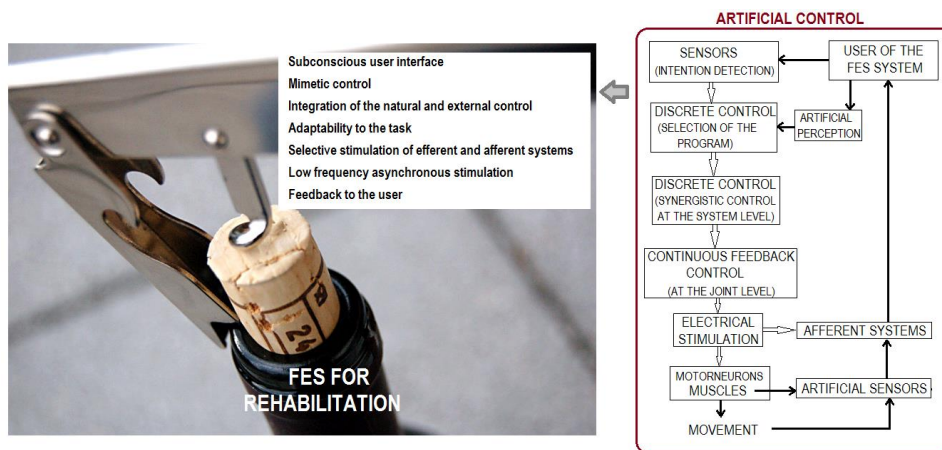 Subconscious user interface
Mimetic control
Integration of the natural and external control
Adaptability to the task
Selective stimulation of efferent and afferent systems
Low frequency asynchronous stimulation
Feedback to the user
24
FES FOR
REHABILITATION
ARTIFICIAL CONTROL
SENSORS
(INTENTION DETECTION)
USER OF THE
FES SYSTEM
DISCRETE CONTROL
(SELECTION OF THE
PROGRAM)
ARTIFICIAL
PERCEPTION
DISCRETE CONTROL
(SYNERGISTIC CONTROL
AT THE SYSTEM LEVEL)
CONTINUOUS FEEDBACK
CONTROL
(AT THE JOINT LEVEL)
ELECTRICAL
STIMULATION
AFFERENT SYSTEMS
MOTORNEURONS
MUSCLES
ARTIFICIAL SENSORS
MOVEMENT